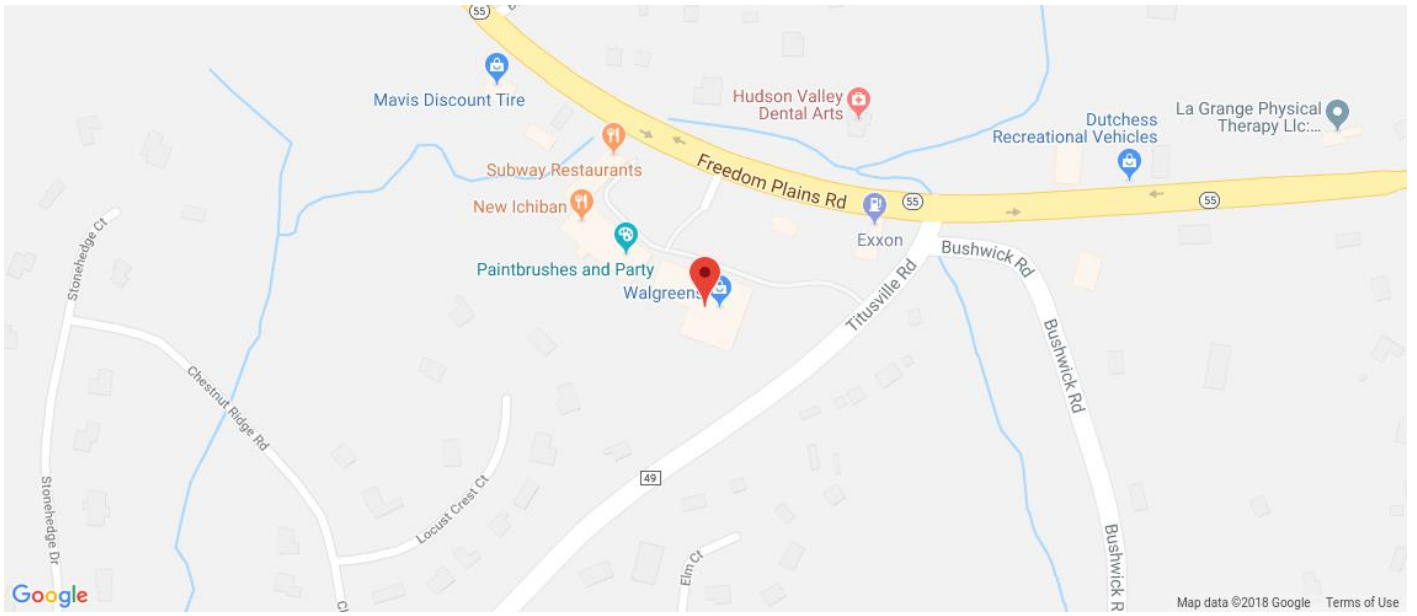 55
Mavis Discount Tire
Hudson Valley
Dental Arts
Dutchess
Recreational Vehicles
La Grange Physical
Therapy Llc:...
Subway Restaurants
Freedom Plains Rd
55
55
New Ichiban
Exxon
Stonehedge Ct
Paintbrushes and Party
Bushwick Rd
Walgreens
Titusville Rd
Bushwick Rd
Chestnut Ridge Rd
49
Locust Crest Ct
Stonehedge Dr
Elm Ct
Bushwick R
Google
Map data ©2018 Google
Terms of Use